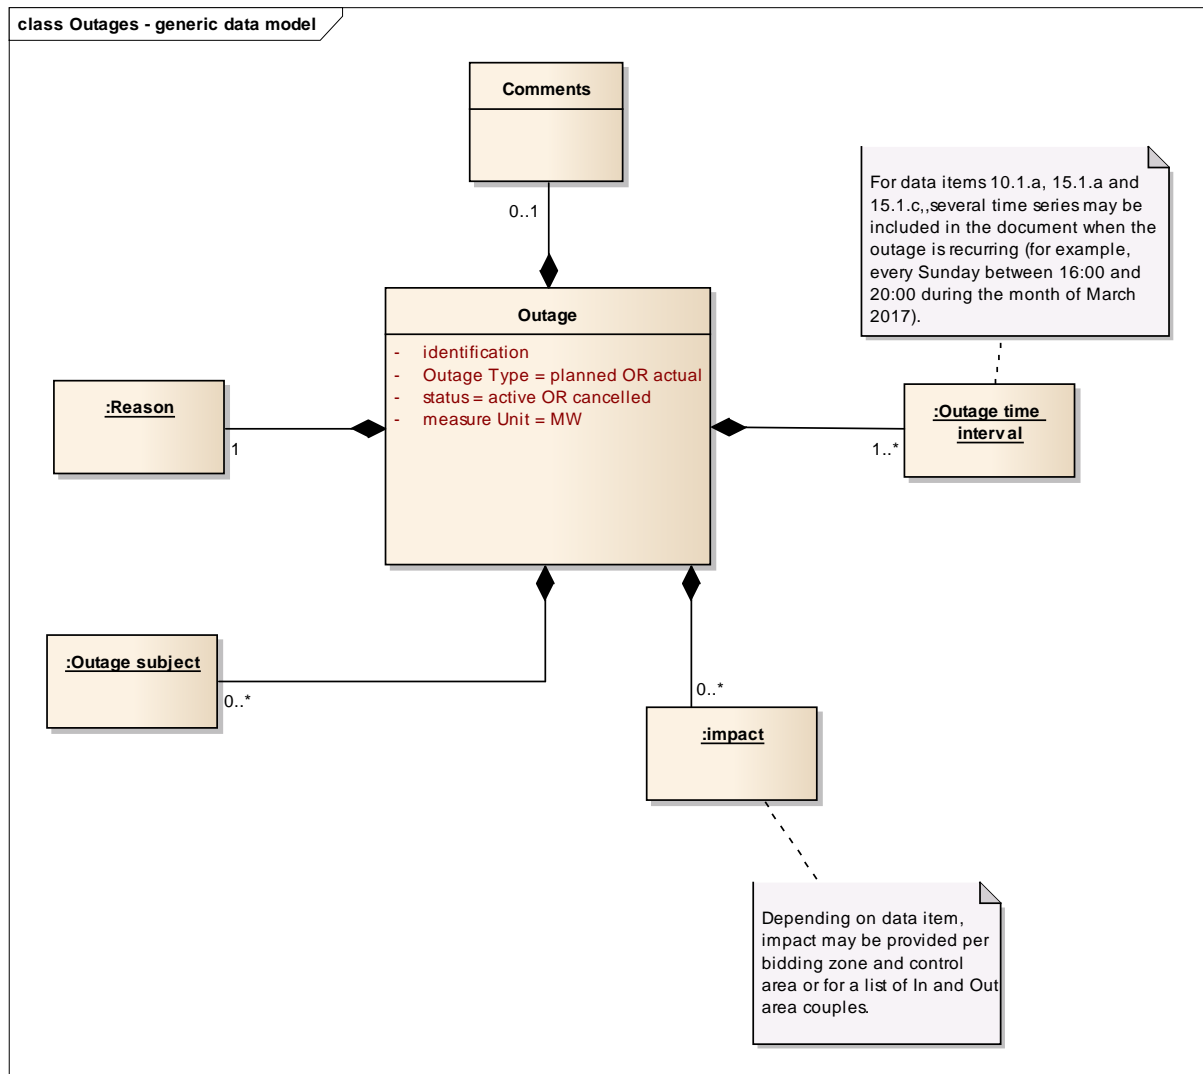 class Outages - generic data model
Comments
0..1
For data items 10.1.a, 15.1.a and
15.1.c,,several time series may be
included in the document when the
outage is recurring (for example,
every Sunday between 16:00 and
20:00 during the month of March
2017).
Outage
- identification
- Outage Type = planned OR actual
- status = active OR cancelled
- measure Unit = MW
:Reason
1
:Outage time
interval
1..*
:Outage subject
0..*
0..*
:impact
Depending on data item,
impact may be provided per
bidding zone and control
area or for a list of In and Out
area couples.